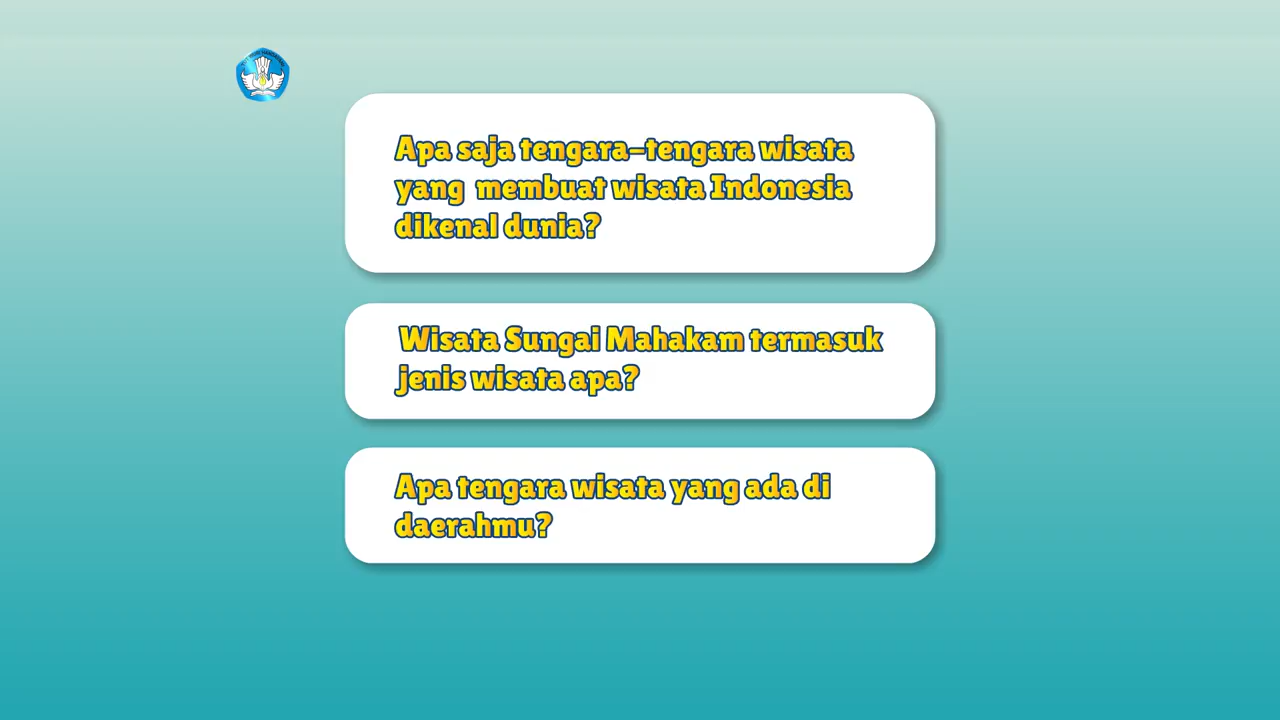 Apa saja tengara-tengara wisata
yang membuat wisata Indonesia
dikenal dunia?
Wisata Sungai Mahakam termasuk
jenis wisata apa?
Apa tengara wisata yang ada di
daerahmu?